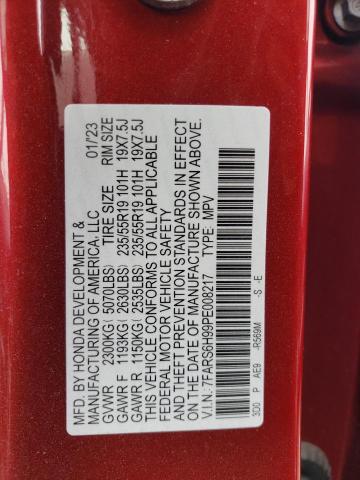 MFD. BY HONDA DEVELOPMENT &
MANUFACTURING OF AMERICA, LLC 01/23
GVWR 2300KG( 5070LBS) TIRE SIZE RIM SIZE
GAWR F 1193KG( 2630LBS) 235/55R19 101H 19X7.5J
GAWR R 1150KG( 2535LBS) 235/55R19 101H 19X7.5J
THIS VEHICLE CONFORMS TO ALL APPLICABLE
FEDERAL MOTOR VEHICLE SAFETY
AND THEFT PREVENTION STANDARDS IN EFFECT
ON THE DATE OF MANUFACTURE SHOWN ABOVE.
V.I.N.: 7FARS6H99PE008217 TYPE: MPV
3D0 P AE9 -R569M -S -E